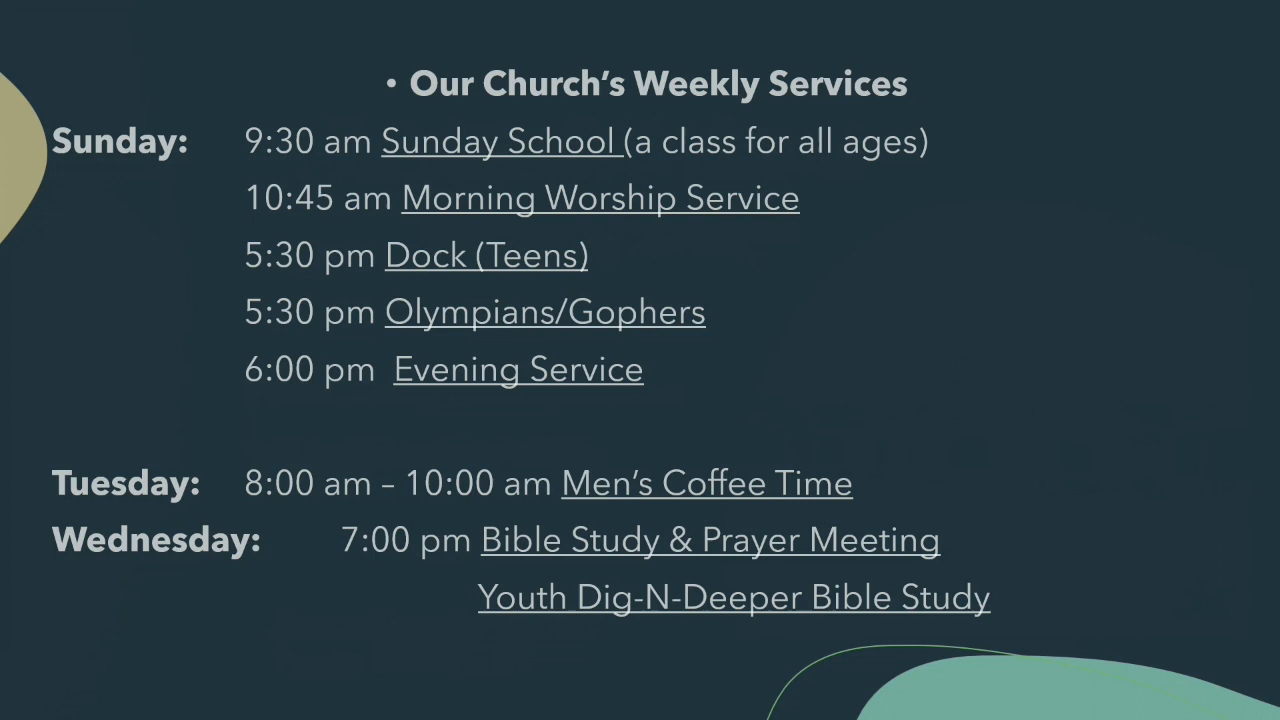 • Our Church’s Weekly Services
Sunday: 9:30 am Sunday School (a class for all ages)
10:45 am Morning Worship Service
5:30 pm Dock (Teens)
5:30 pm Olympians/Gophers
6:00 pm Evening Service
Tuesday: 8:00 am – 10:00 am Men’s Coffee Time
Wednesday: 7:00 pm Bible Study & Prayer Meeting
Youth Dig-N-Deeper Bible Study